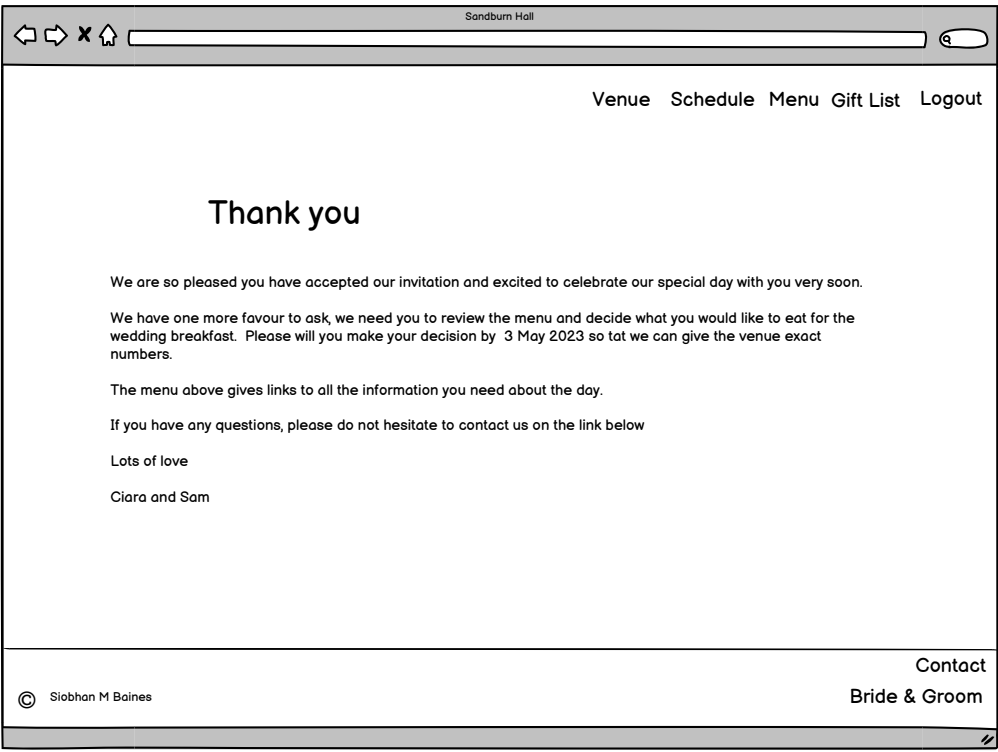 Sandburn Hall
Venue Schedule Menu Gift List Logout
Thank you
We are so pleased you have accepted our invitation and excited to celebrate our special day with you very soon.
We have one more favour to ask, we need you to review the menu and decide what you would like to eat for the
wedding breakfast.  Please will you make your decision by  3 May 2023 so tat we can give the venue exact
numbers.
The menu above gives links to all the information you need about the day.
If you have any questions, please do not hesitate to contact us on the link below
Lots of love
Ciara and Sam
Contact
© Siobhan M Baines
Bride & Groom